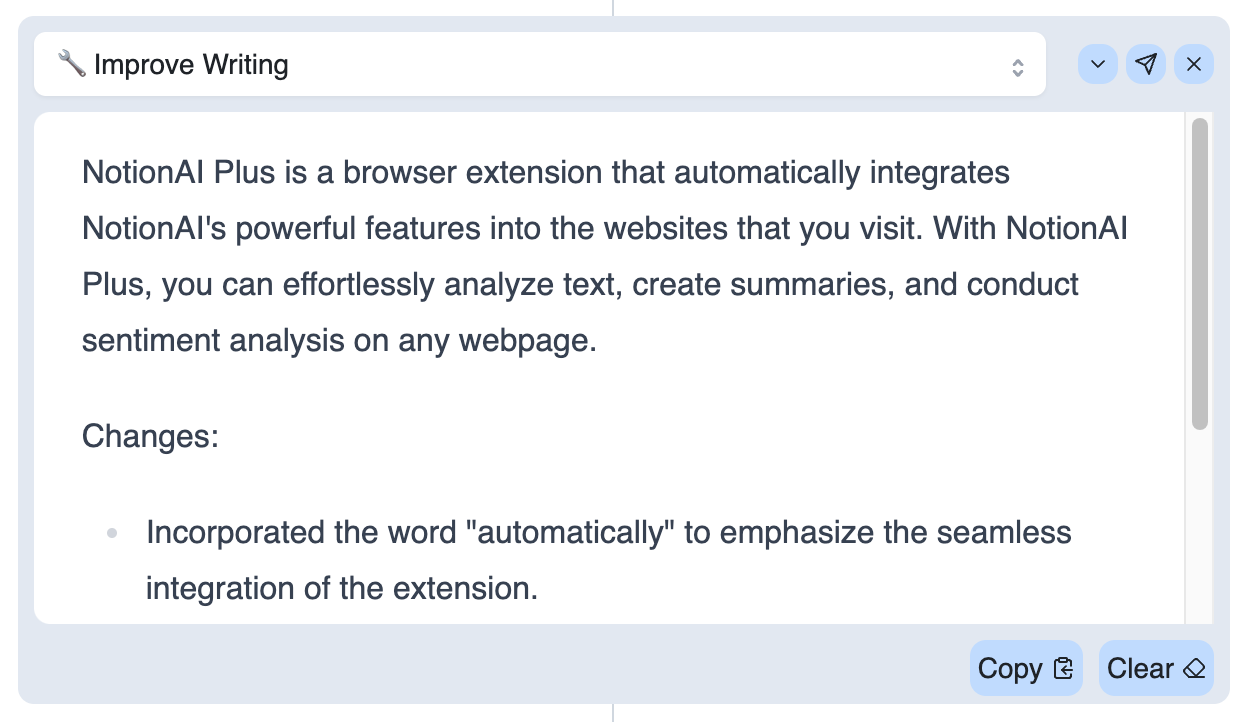 🔧 Improve Writing
NotionAI Plus is a browser extension that automatically integrates
NotionAI's powerful features into the websites that you visit. With NotionAI
Plus, you can effortlessly analyze text, create summaries, and conduct
sentiment analysis on any webpage.
Changes:
• Incorporated the word "automatically" to emphasize the seamless
integration of the extension.
Copy
Clear